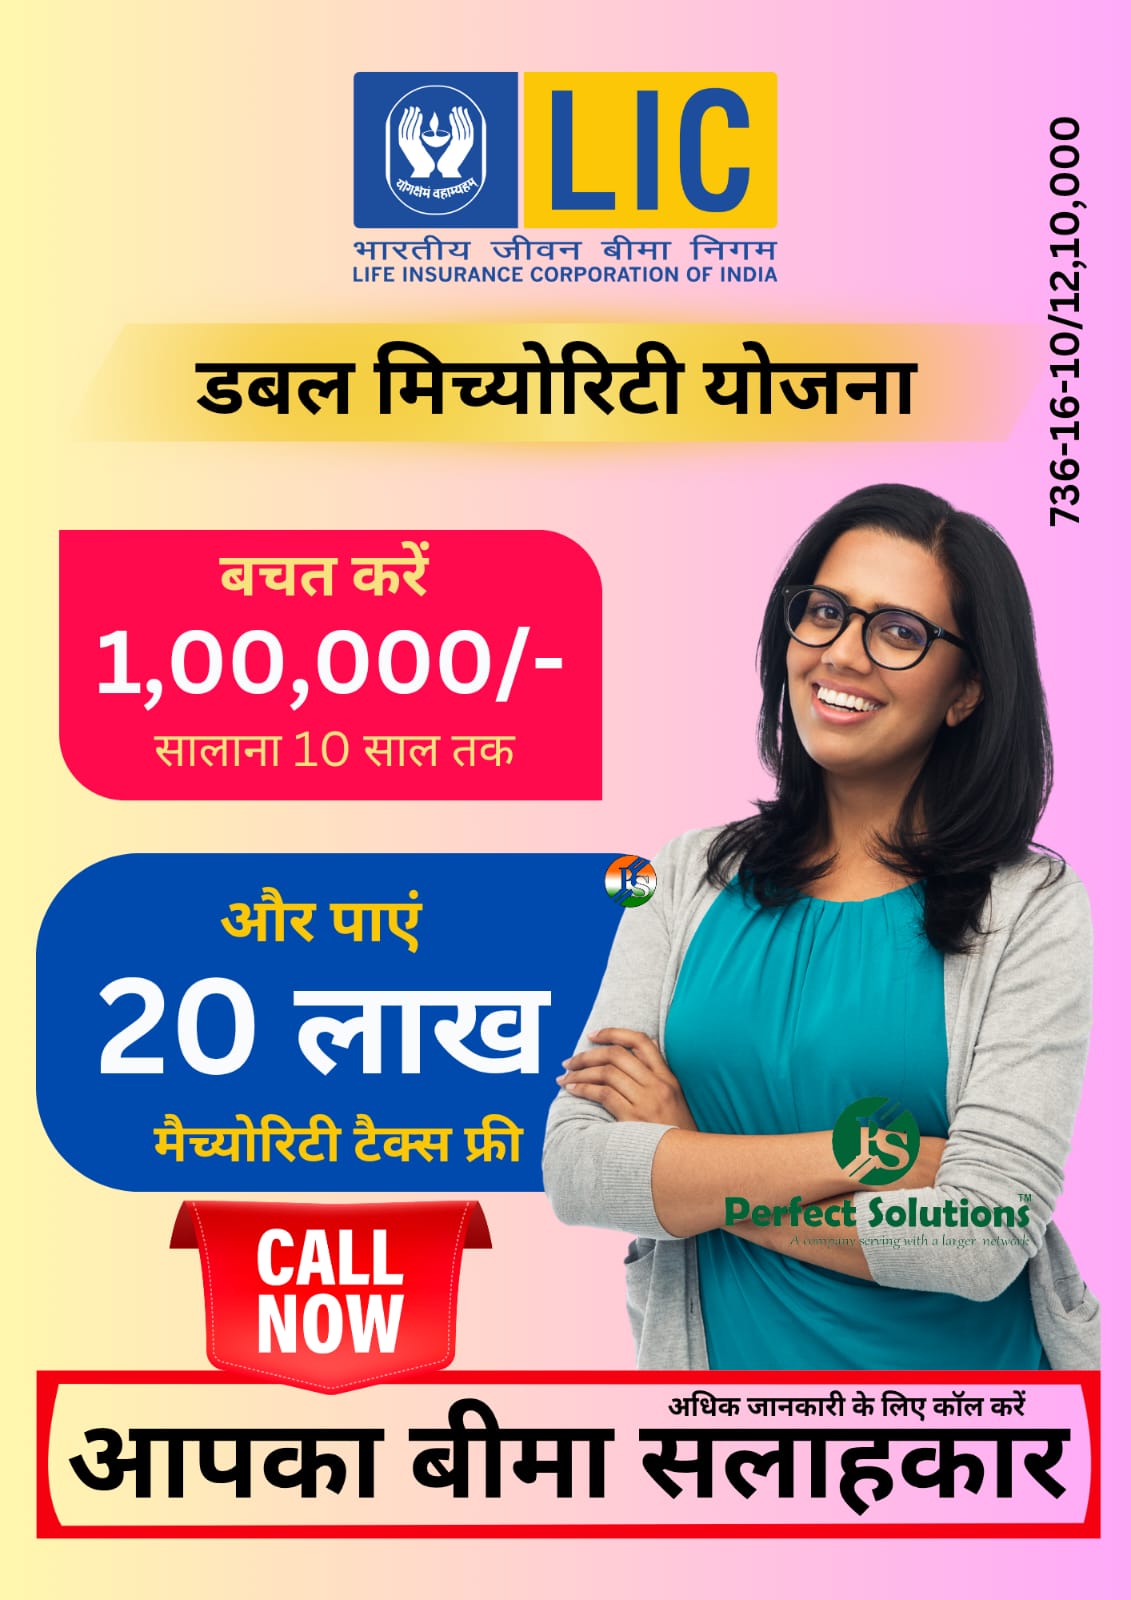 योगक्षेमं वहाम्यहम्
LIC
भारतीय जीवन बीमा निगम
LIFE INSURANCE CORPORATION OF INDIA
736-16-10/12,10,000
डबल मिच्योरिटी योजना
बचत करें
1,00,000/-
सालाना 10 साल तक
और पाएं
20 लाख
मैच्योरिटी टैक्स फ्री
PS
PS
Perfect Solutions™
A company serving with a larger network
CALL
NOW
अधिक जानकारी के लिए कॉल करें
आपका बीमा सलाहकार